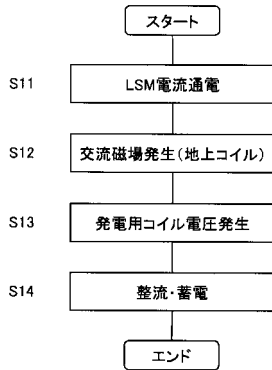 スタート
S11 LSM電流通電
S12 交流磁場発生(地上コイル)
S13 発電用コイル電圧発生
S14 整流・蓄電
エンド